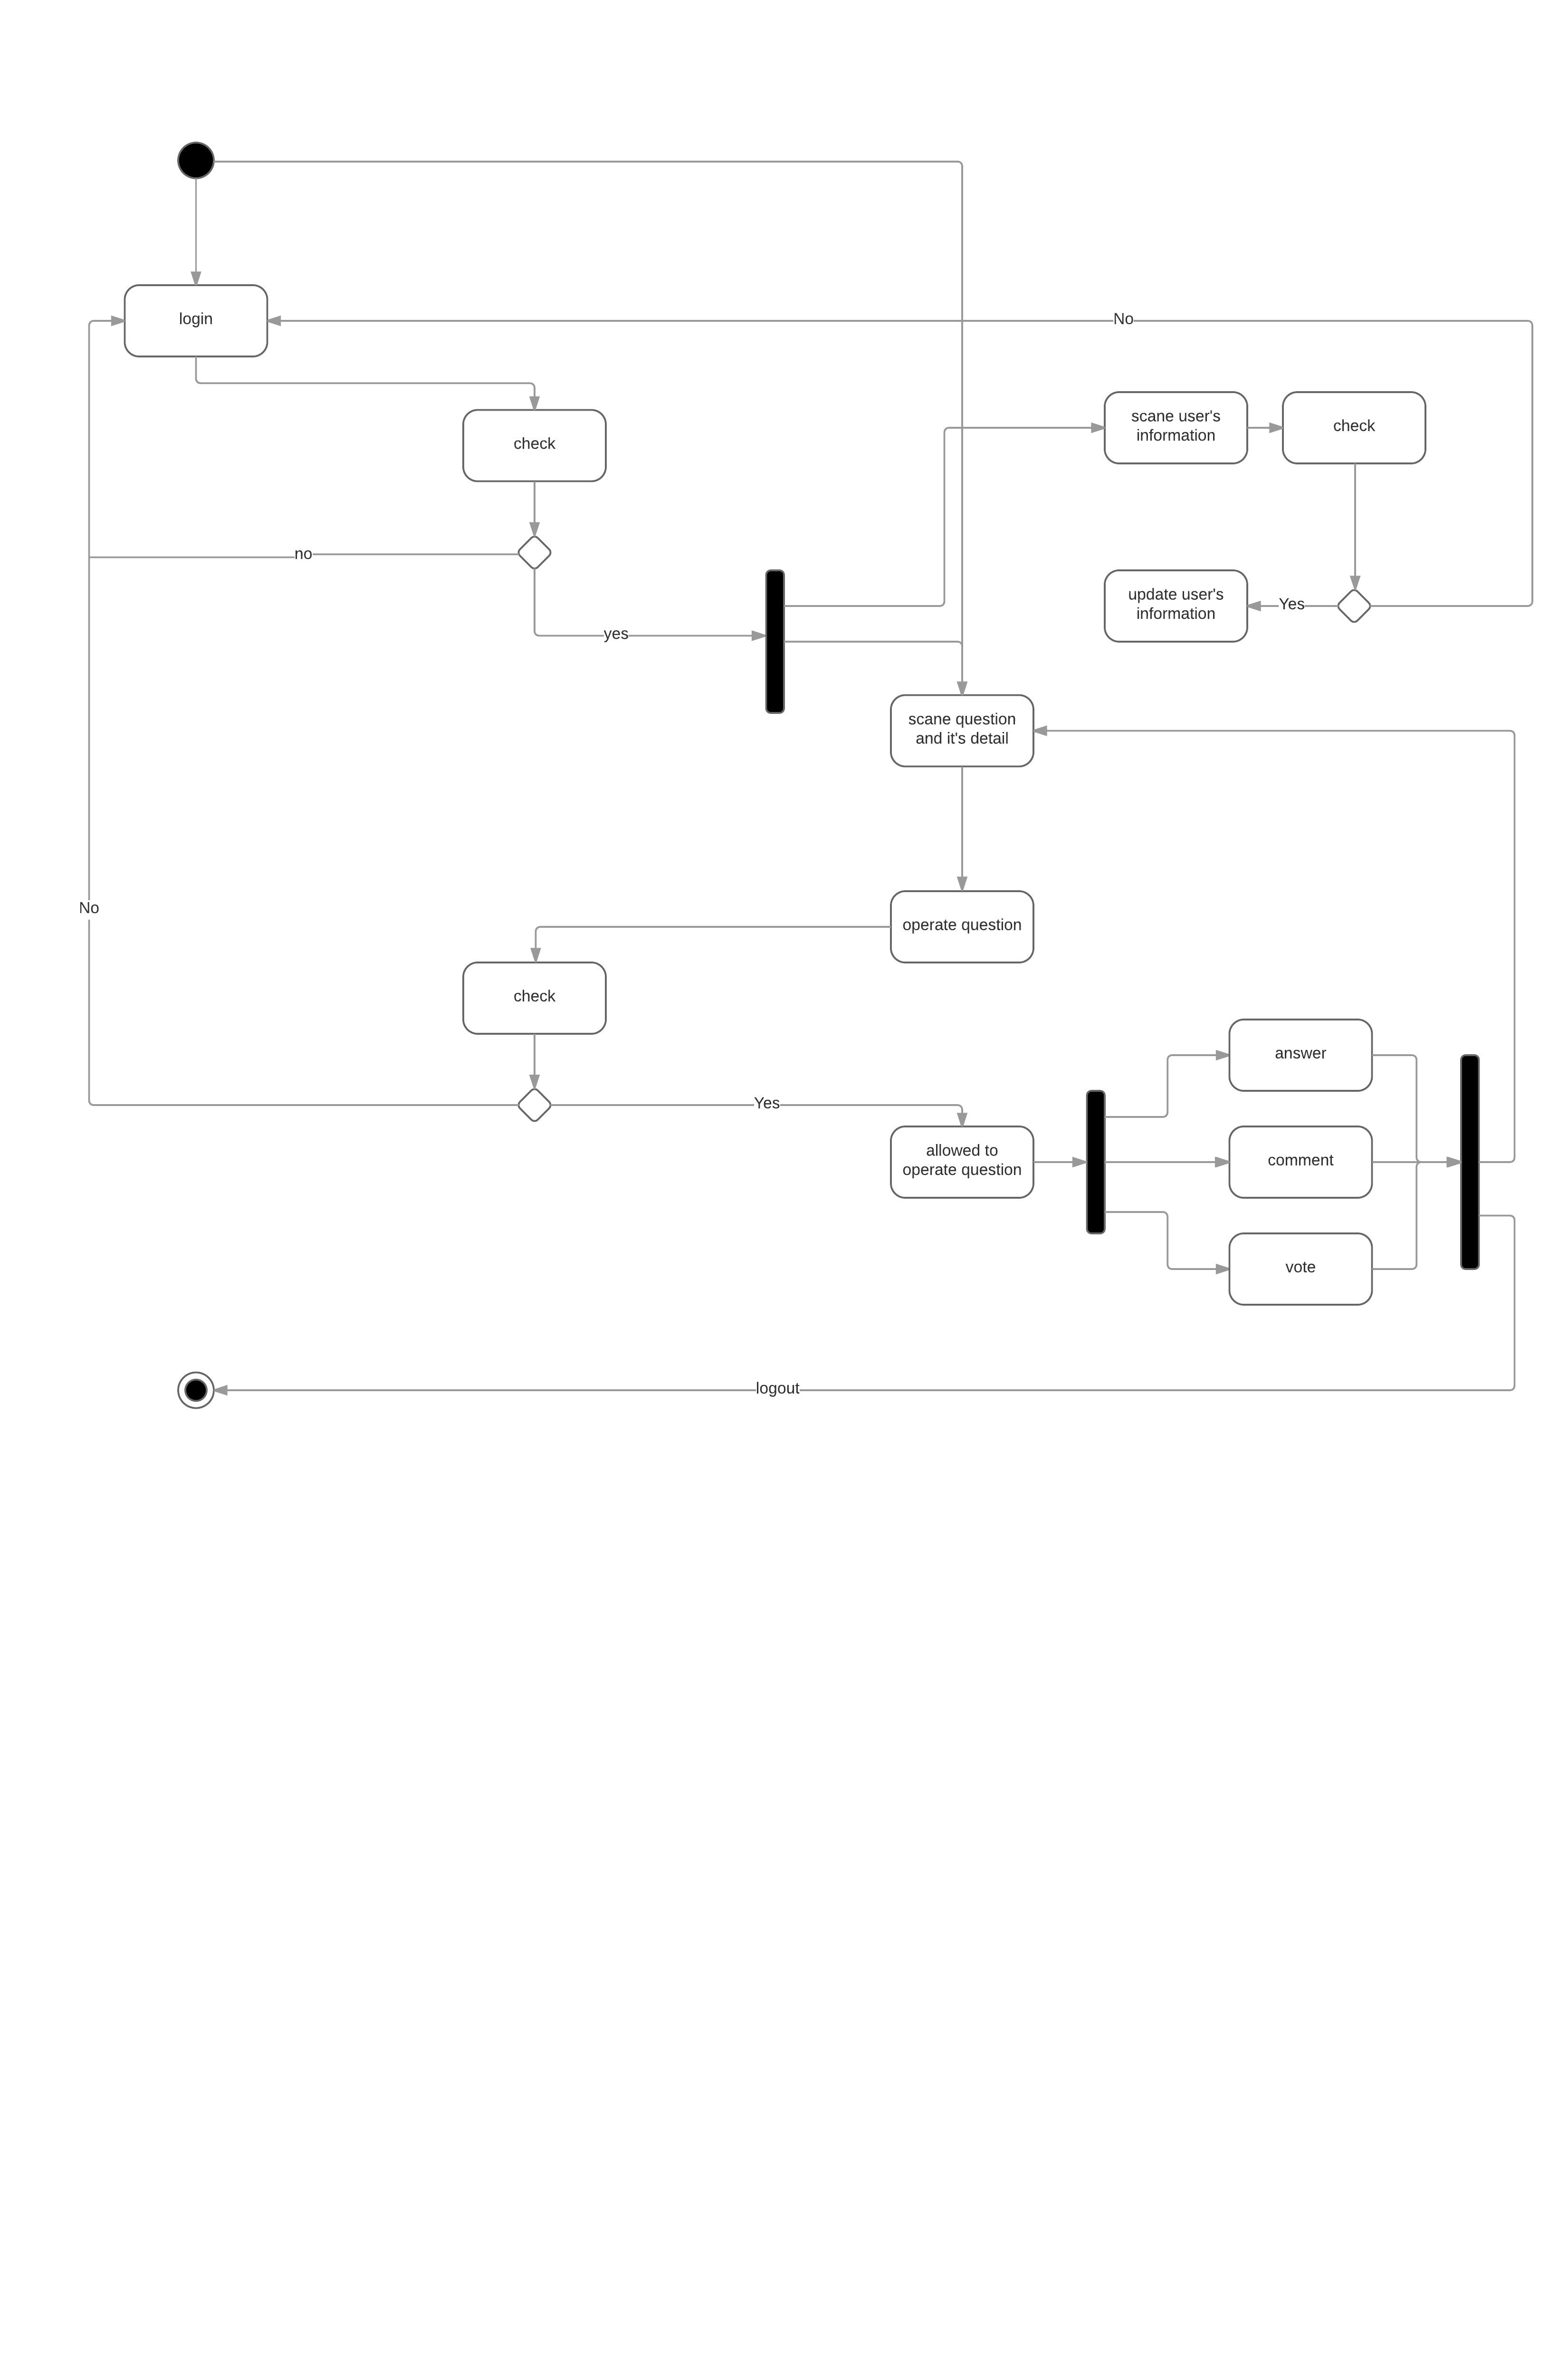 login
No
check
scane user's
information
check
no
yes
update user's
information
Yes
scane question
and it's detail
No
operate question
check
Yes
allowed to
operate question
answer
comment
vote
logout